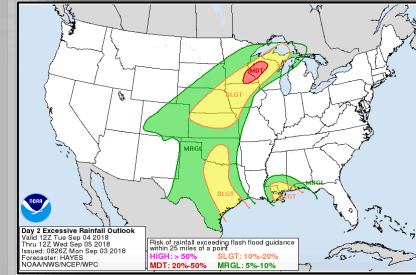 MDT
SLGT
MRGL
SLGT
MRGL
SLGT
NOAA
Day 2 Excessive Rainfall Outlook
Valid 12Z Tue Sep 04 2018
Thru 12Z Wed Sep 05 2018
Issued: 0826Z Mon Sep 03 2018
Forecaster: HAYES
NOAA/NWS/NCEP/WPC
Risk of rainfall exceeding flash flood guidance
within 25 miles of a point
HIGH: > 50% SLGT: 10%-20%
MDT: 20%-50% MRGL: 5%-10%